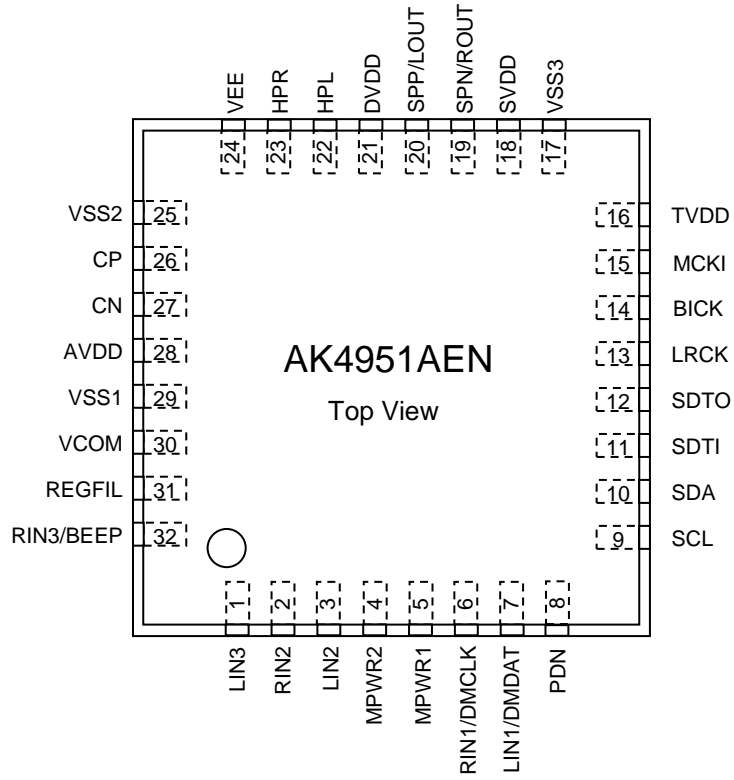 VEE
HPR
HPL
DVDD
SPP/LOUT
SPN/ROUT
SVDD
VSS3
24
23
22
21
20
19
18
17
VSS2 25
CP 26
CN 27
AVDD 28
VSS1 29
VCOM 30
REGFIL 31
RIN3/BEEP 32
AK4951AEN
Top View
16 TVDD
15 MCKI
14 BICK
13 LRCK
12 SDTO
11 SDTI
10 SDA
9 SCL
1
2
3
4
5
6
7
8
LIN3
RIN2
LIN2
MPWR2
MPWR1
RIN1/DMCLK
LIN1/DMDAT
PDN